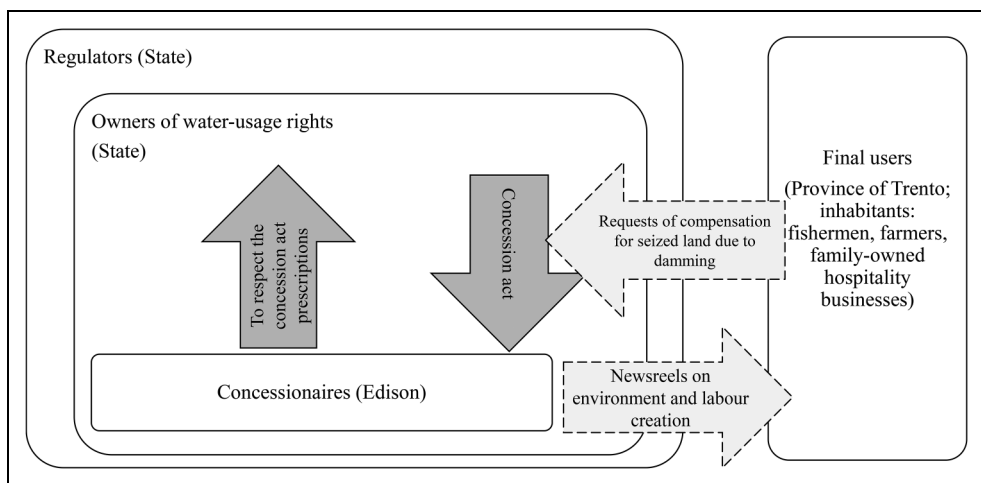 Regulators (State)
Owners of water-usage rights
(State)
To respect the
concession act
prescriptions
Concession act
Requests of compensation
for seized land due to
damming
Final users
(Province of Trento;
inhabitants:
fishermen, farmers,
family-owned
hospitality
businesses)
Concessionaires (Edison)
Newsreels on
environment and labour
creation